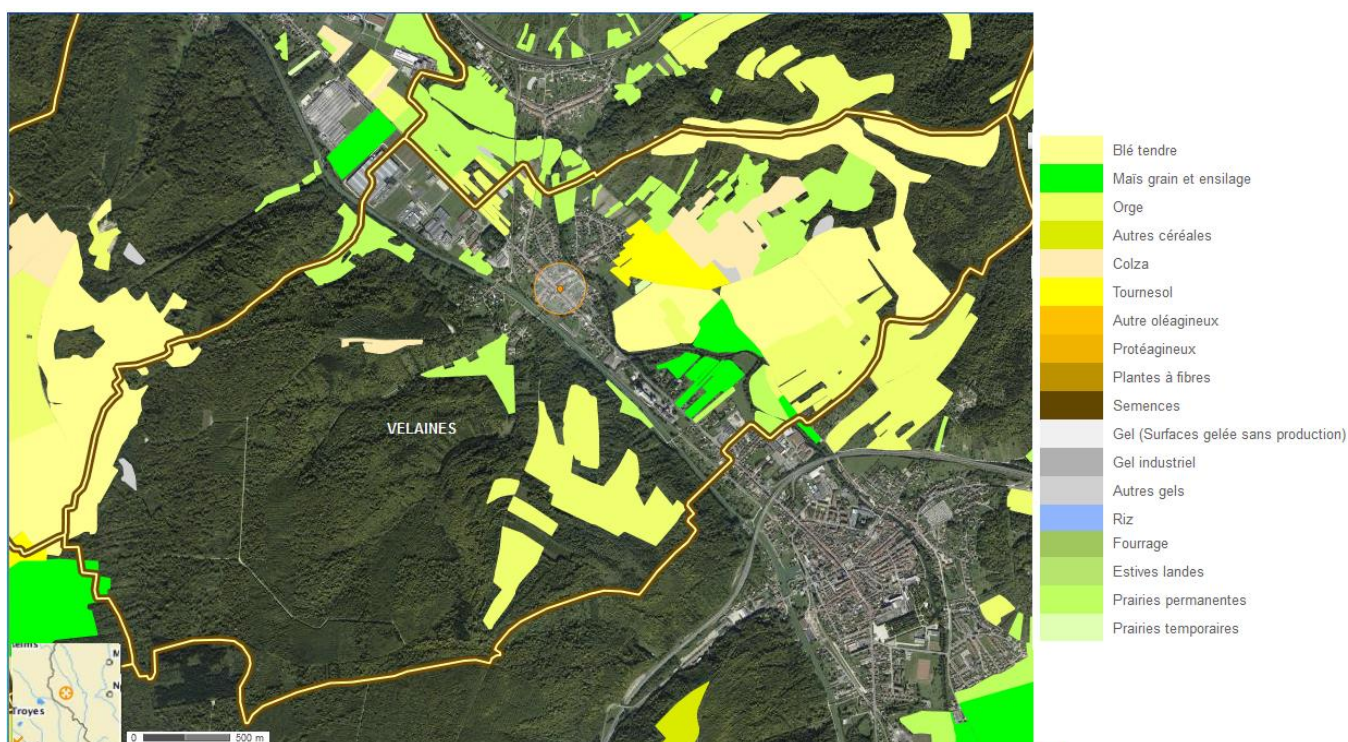 VELAINES
Troyes
0 500 m
Blé tendre
Maïs grain et ensilage
Orge
Autres céréales
Colza
Tournesol
Autre oléagineux
Protéagineux
Plantes à fibres
Semences
Gel (Surfaces gelée sans production)
Gel industriel
Autres gels
Riz
Fourrage
Estives landes
Prairies permanentes
Prairies temporaires